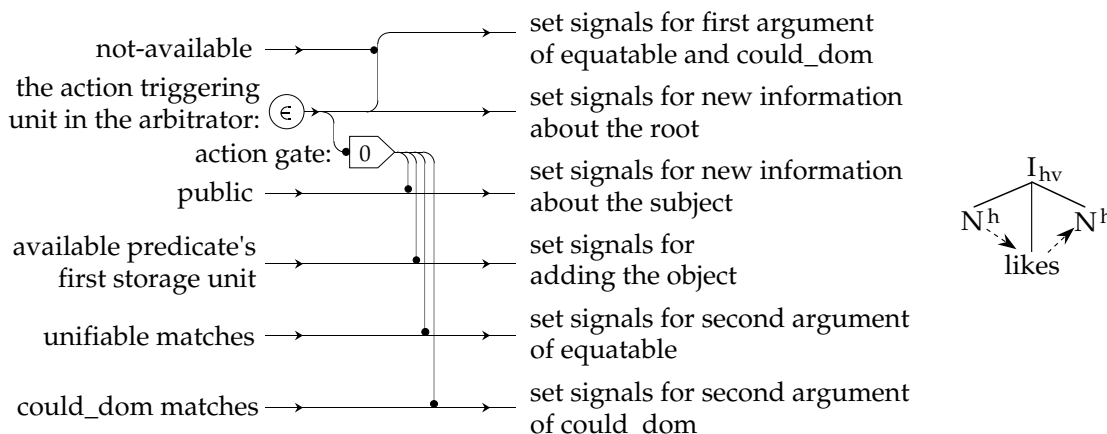 not-available
set signals for first argument
of equatable and could_dom
the action triggering
unit in the arbitrator:
ϵ
set signals for new information
about the root
action gate:
0
public
set signals for new information
about the subject
available predicate's
first storage unit
set signals for
adding the object
unifiable matches
set signals for second argument
of equatable
could_dom matches
set signals for second argument
of could_dom
I hv
N h
N h
likes